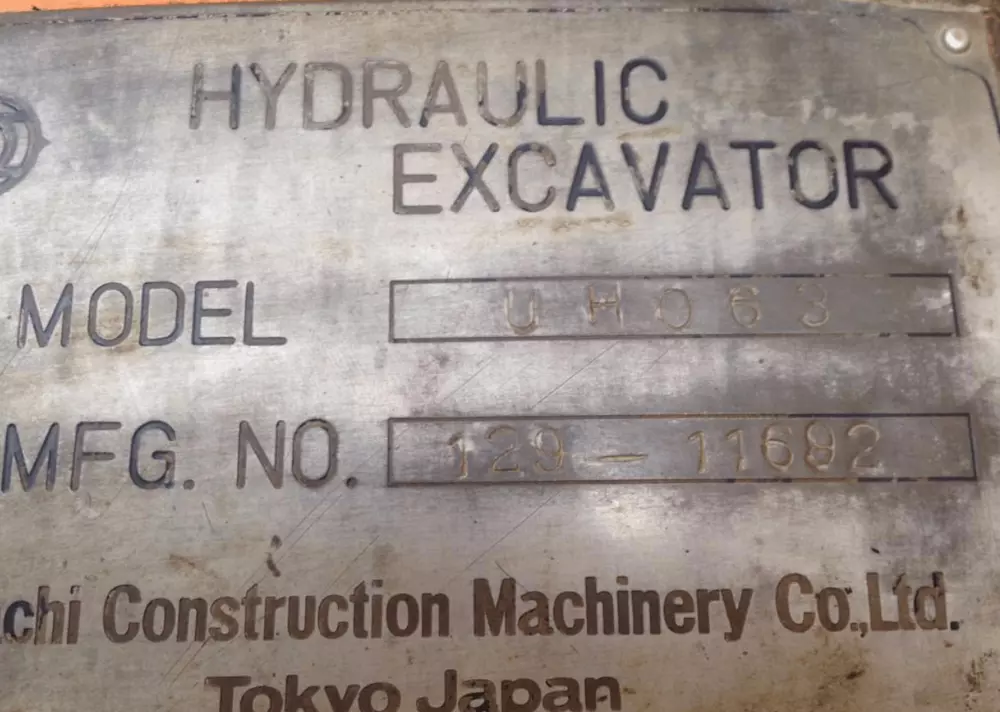 HYDRAULIC
EXCAVATOR
MODEL UH063
MFG. NO. 129-11682
chi Construction Machinery Co.,Ltd.
Tokyo Japan